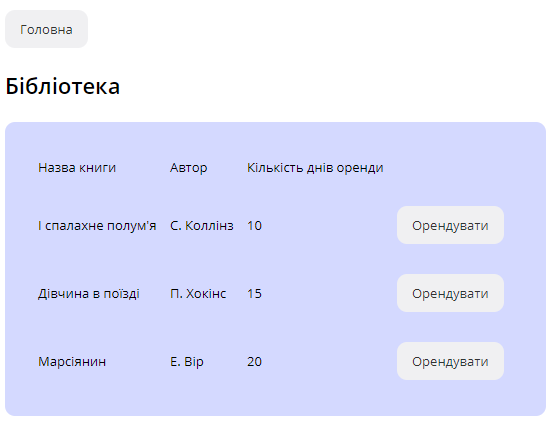 Головна
Бібліотека
Назва книги Автор Кількість днів оренди
І спалахне полум'я С. Коллінз 10 Орендувати
Дівчина в поїзді П. Хокінс 15 Орендувати
Марсіянин Е. Вір 20 Орендувати